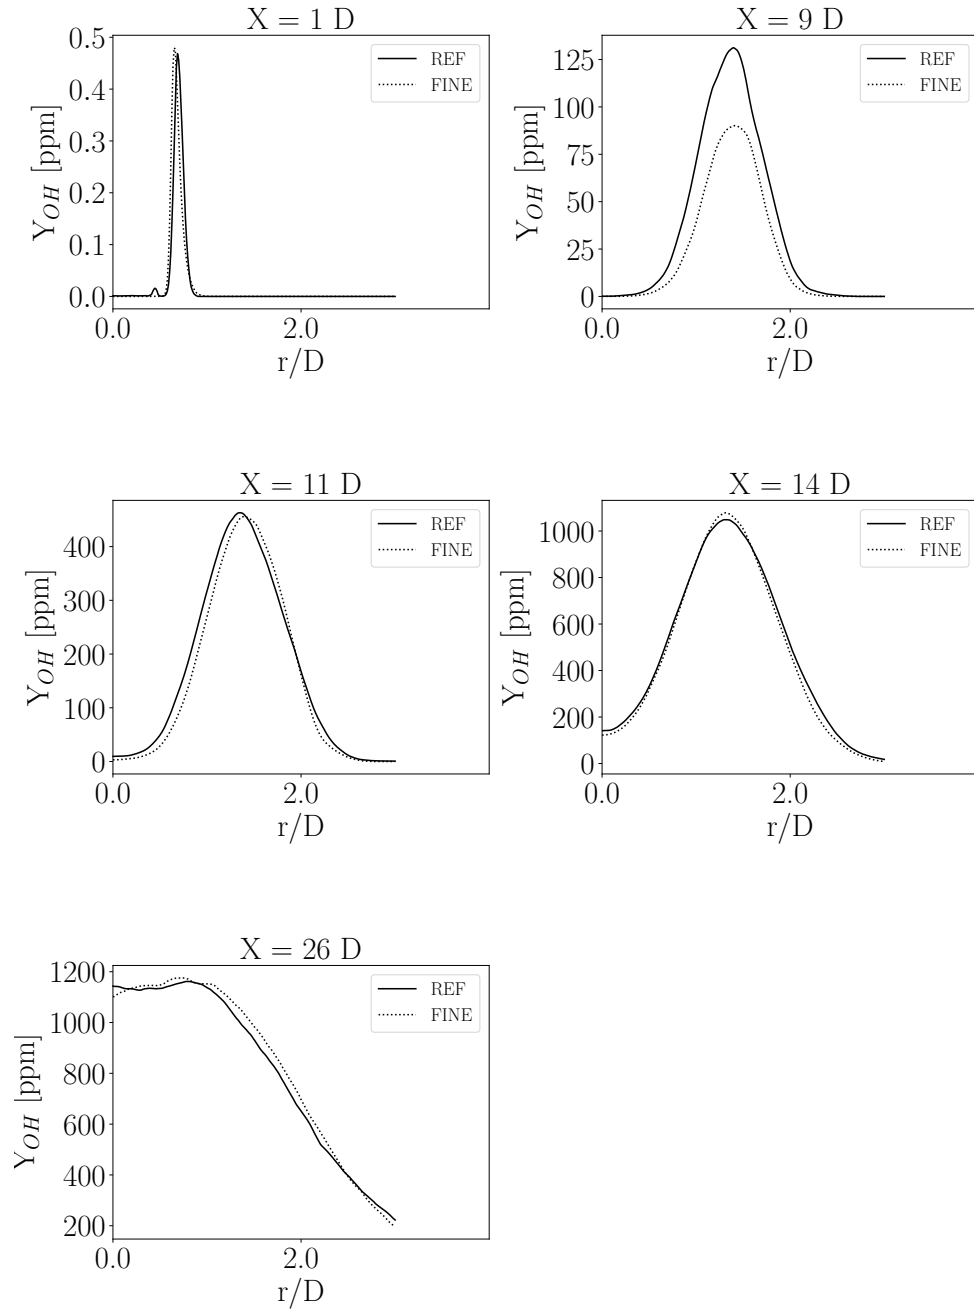 X = 1 D
0.5
0.4
0.3
0.2
0.1
0.0
Y_OH [ppm]
REF
FINE
0.0 2.0
r/D
X = 9 D
125
100
75
50
25
0
Y_OH [ppm]
REF
FINE
0.0 2.0
r/D
X = 11 D
400
300
200
100
0
Y_OH [ppm]
REF
FINE
0.0 2.0
r/D
X = 14 D
1000
800
600
400
200
0
Y_OH [ppm]
REF
FINE
0.0 2.0
r/D
X = 26 D
1200
1000
800
600
400
200
Y_OH [ppm]
REF
FINE
0.0 2.0
r/D